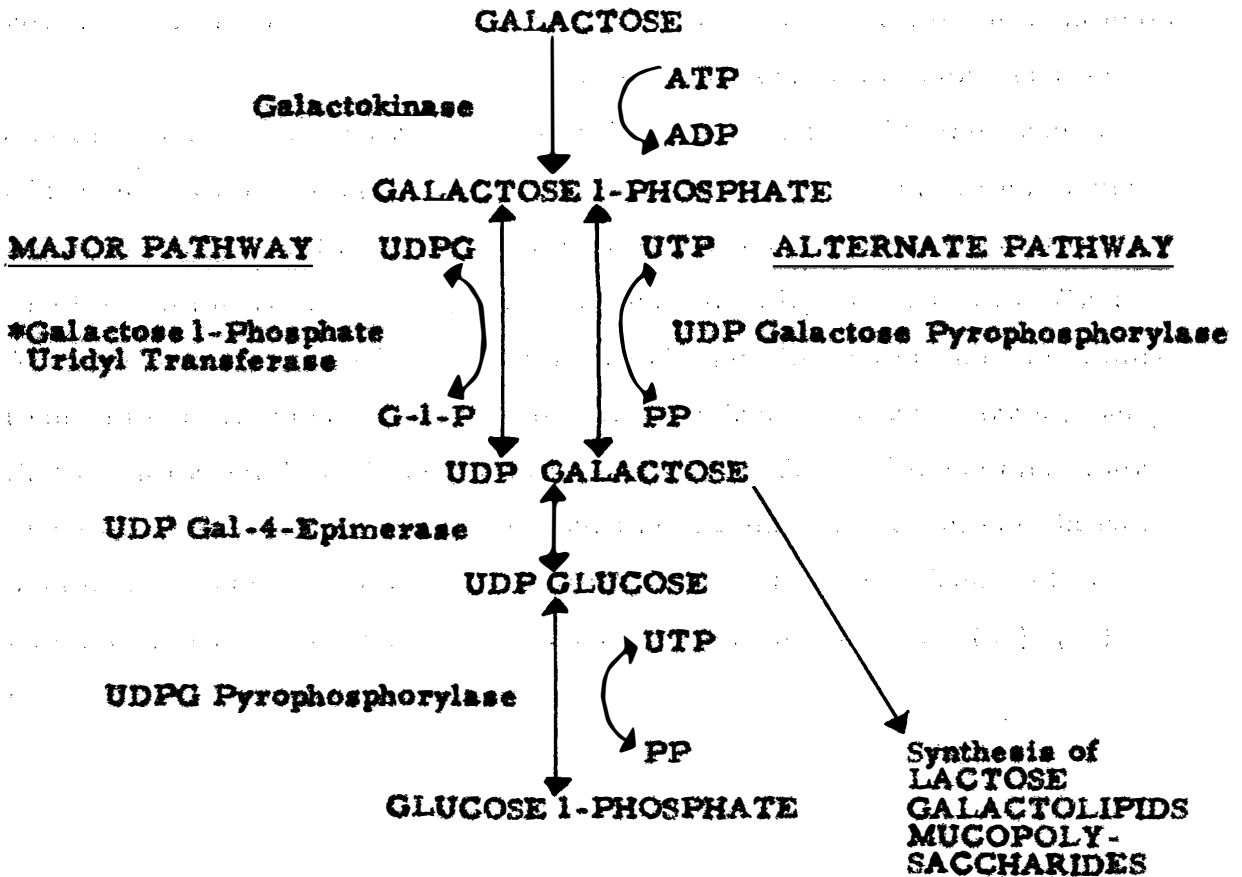 GALACTOSE
ATP
Galactokinase
ADP
GALACTOSE 1-PHOSPHATE
MAJOR PATHWAY
UDPG
UTP
ALTERNATE PATHWAY
*Galactose 1-Phosphate
Uridyl Transferase
UDP Galactose Pyrophosphorylase
G-1-P
PP
UDP GALACTOSE
UDP Gal-4-Epimerase
UDP GLUCOSE
UTP
UDPG Pyrophosphorylase
PP
GLUCOSE 1-PHOSPHATE
Synthesis of
LACTOSE
GALACTOLIPIDS
MUCOPOLY-
SACCHARIDES